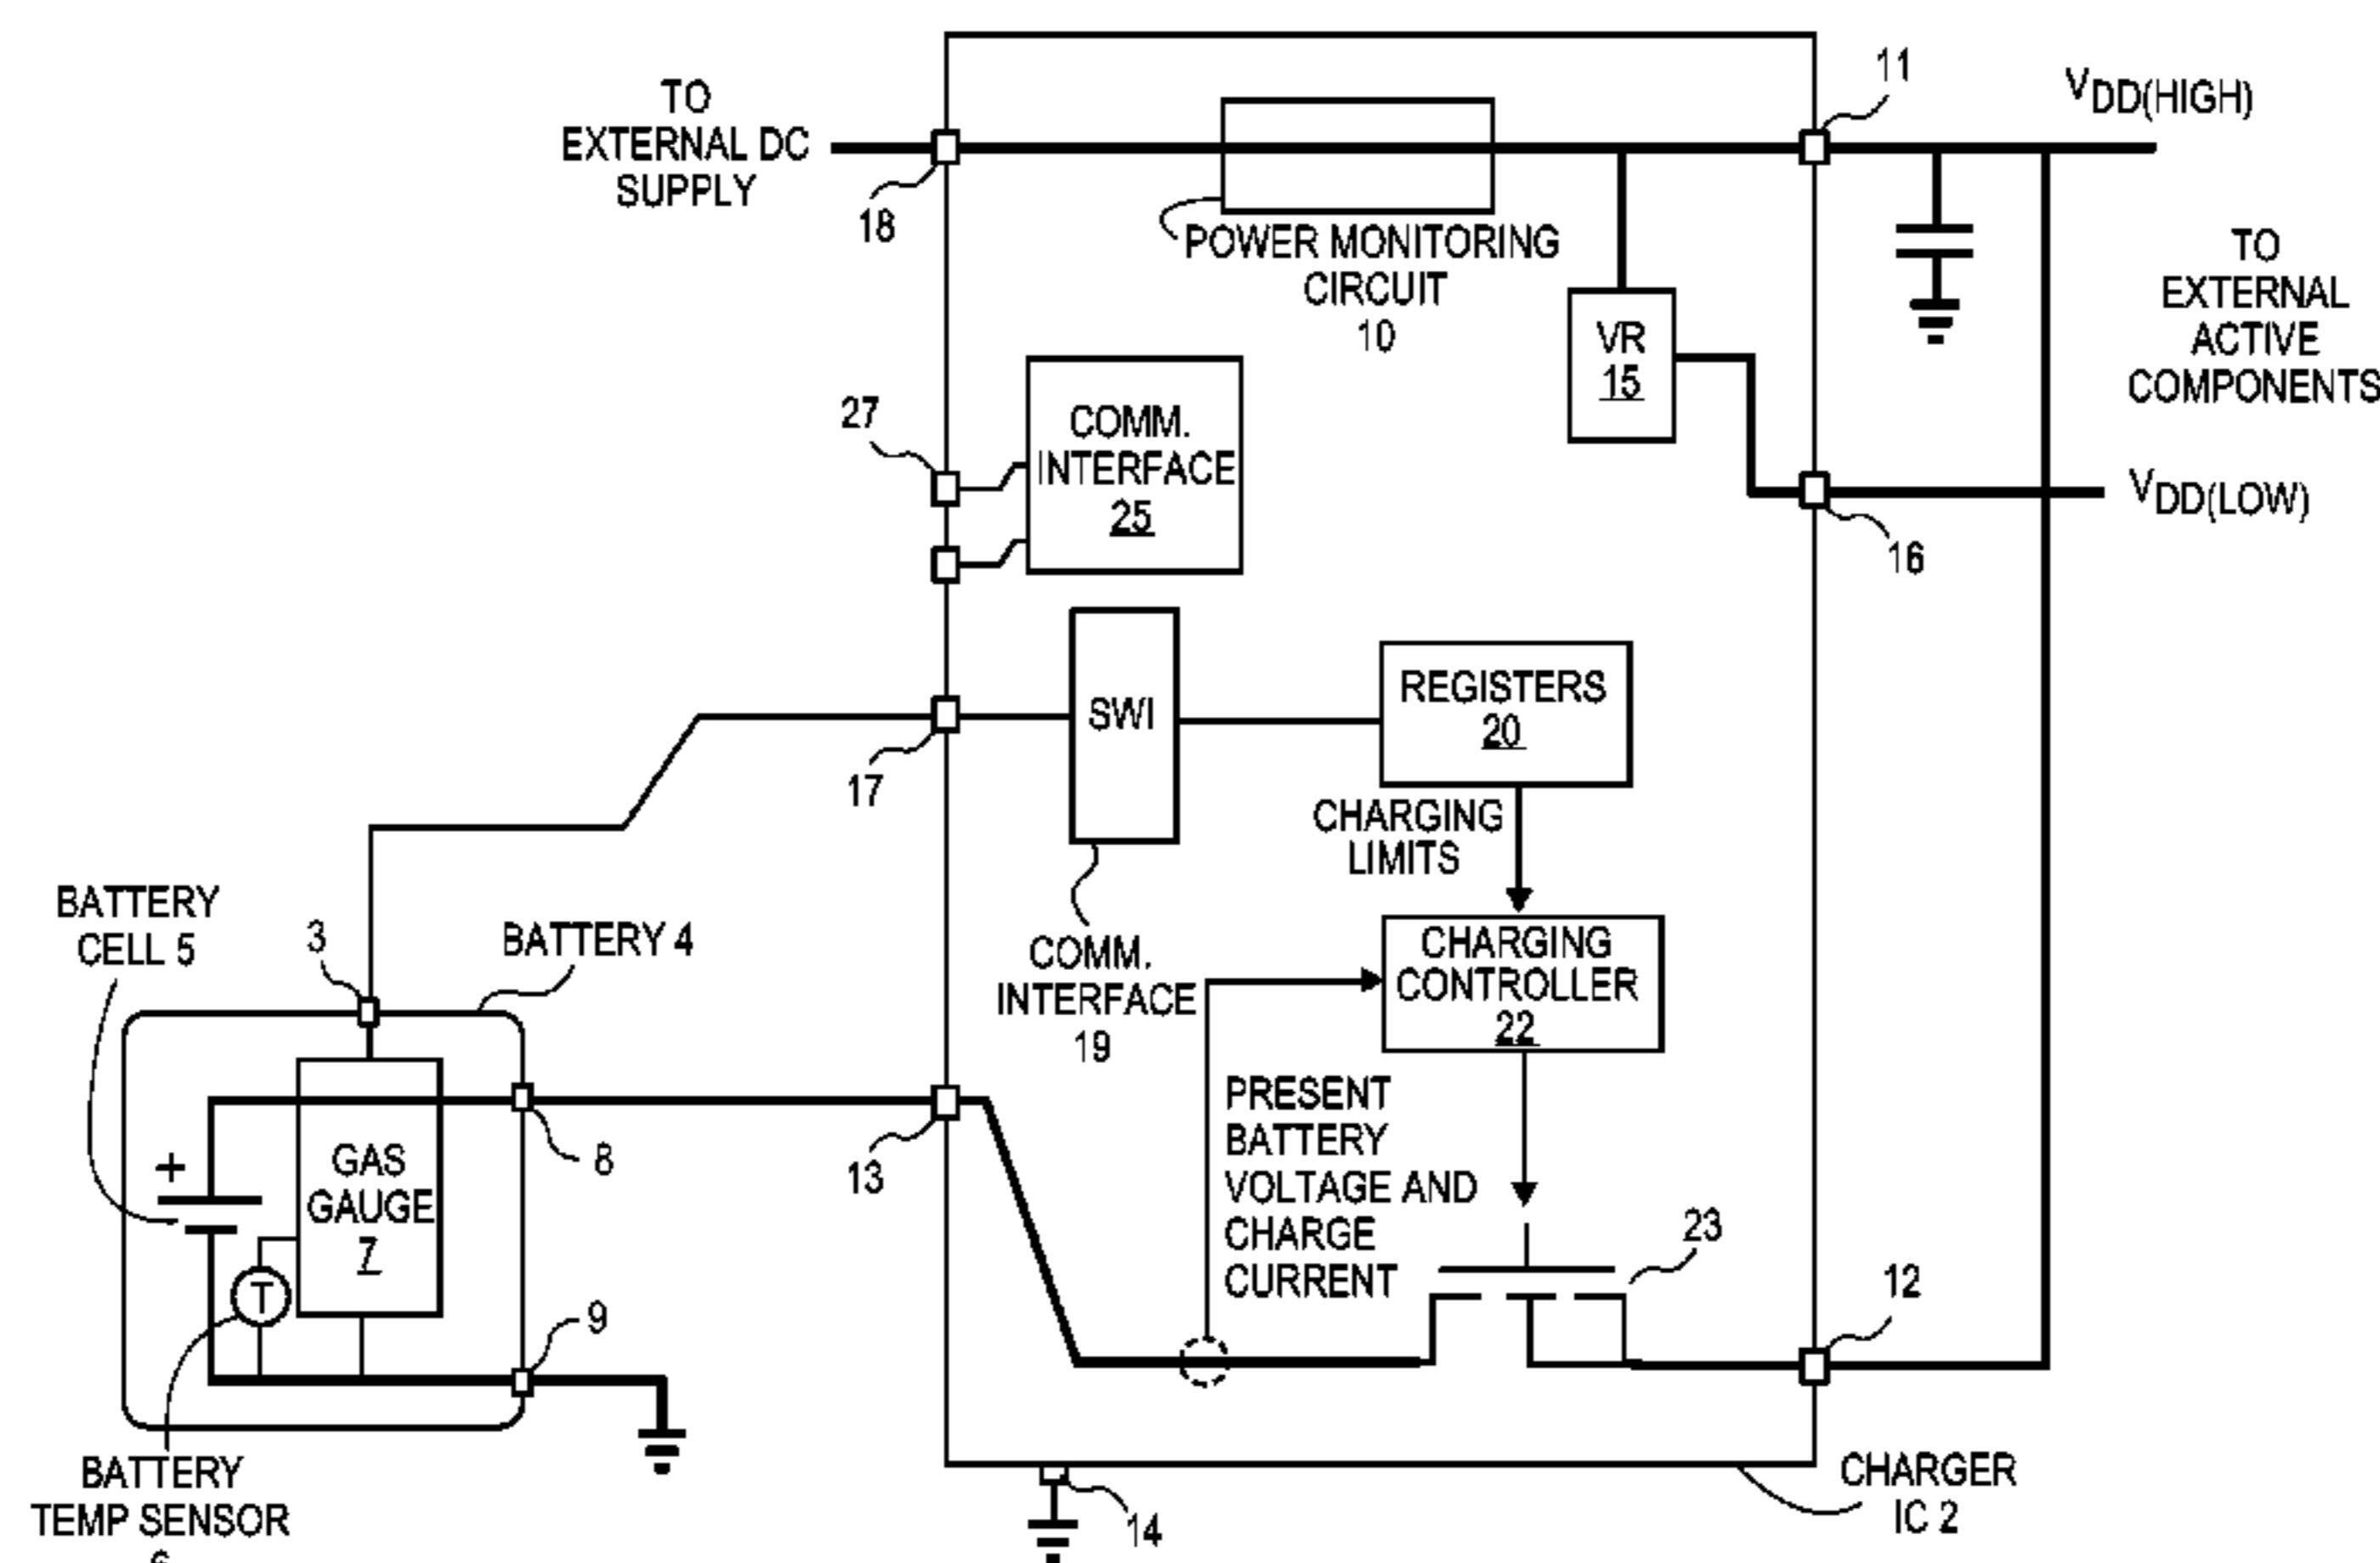 TO
EXTERNAL DC
SUPPLY
18
11
VDD(HIGH)
POWER MONITORING
CIRCUIT
10
VR
15
TO
EXTERNAL
ACTIVE
COMPONENTS
27
COMM.
INTERFACE
25
VDD(LOW)
16
SWI
REGISTERS
20
17
CHARGING
LIMITS
COMM.
INTERFACE
19
CHARGING
CONTROLLER
22
BATTERY
CELL 5
3
BATTERY 4
8
+
GAS
GAUGE
7
T
9
13
PRESENT
BATTERY
VOLTAGE AND
CHARGE
CURRENT
23
12
BATTERY
TEMP SENSOR
14
CHARGER
IC 2